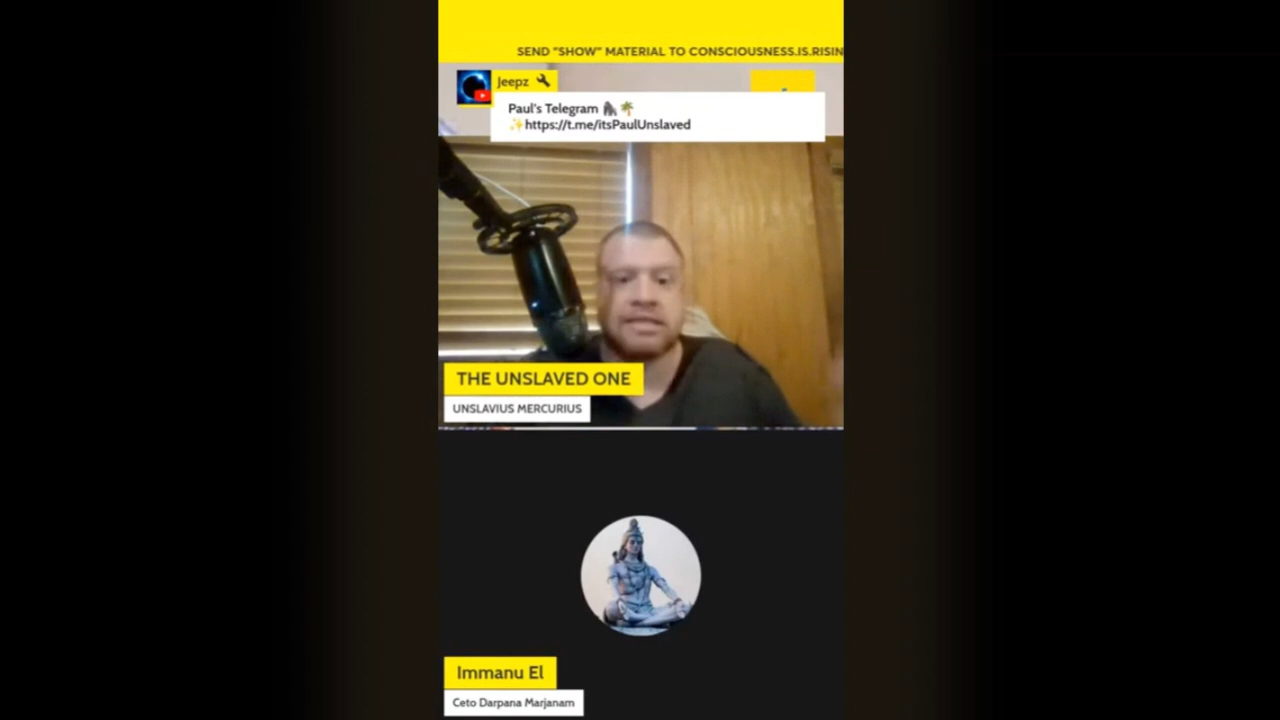 SEND "SHOW" MATERIAL TO CONSCIOUSNESS.IS.RISIN
Jeepz 🔧
Paul's Telegram 🦍🌴
✨https://t.me/itsPaulUnslaved
THE UNSLAVED ONE
UNSLAVIUS MERCURIUS
Immanu El
Ceto Darpana Marjanam